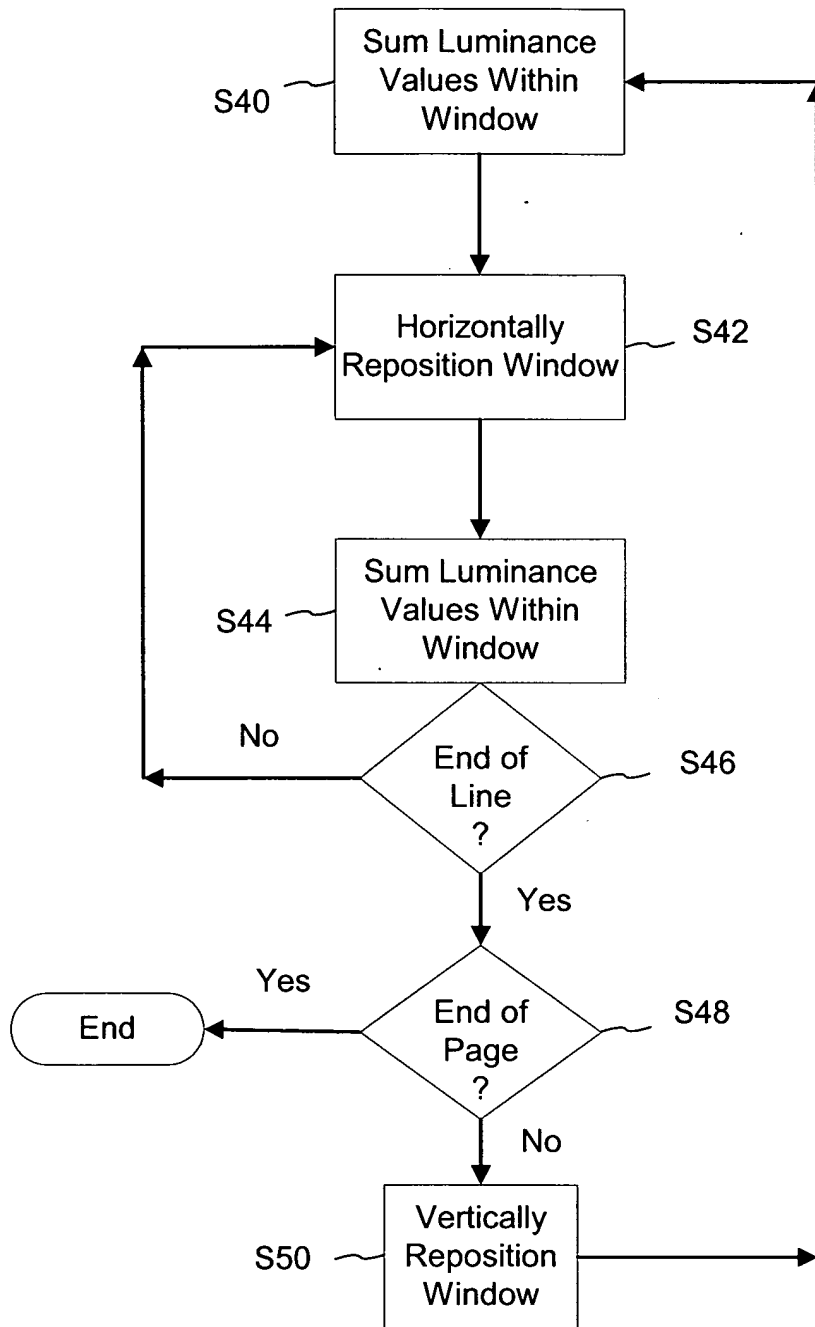 Sum Luminance
Values Within
Window
S40
Horizontally
Reposition Window
S42
Sum Luminance
Values Within
Window
S44
No
End of
Line
?
S46
Yes
Yes
End
End of
Page
?
S48
No
Vertically
Reposition
Window
S50